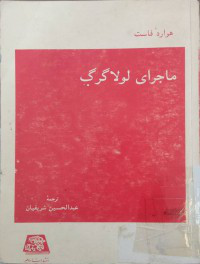 هوارد فاست
ماجرای لولاگرگ
ترجمهٔ
عبدالحسین شریفیان